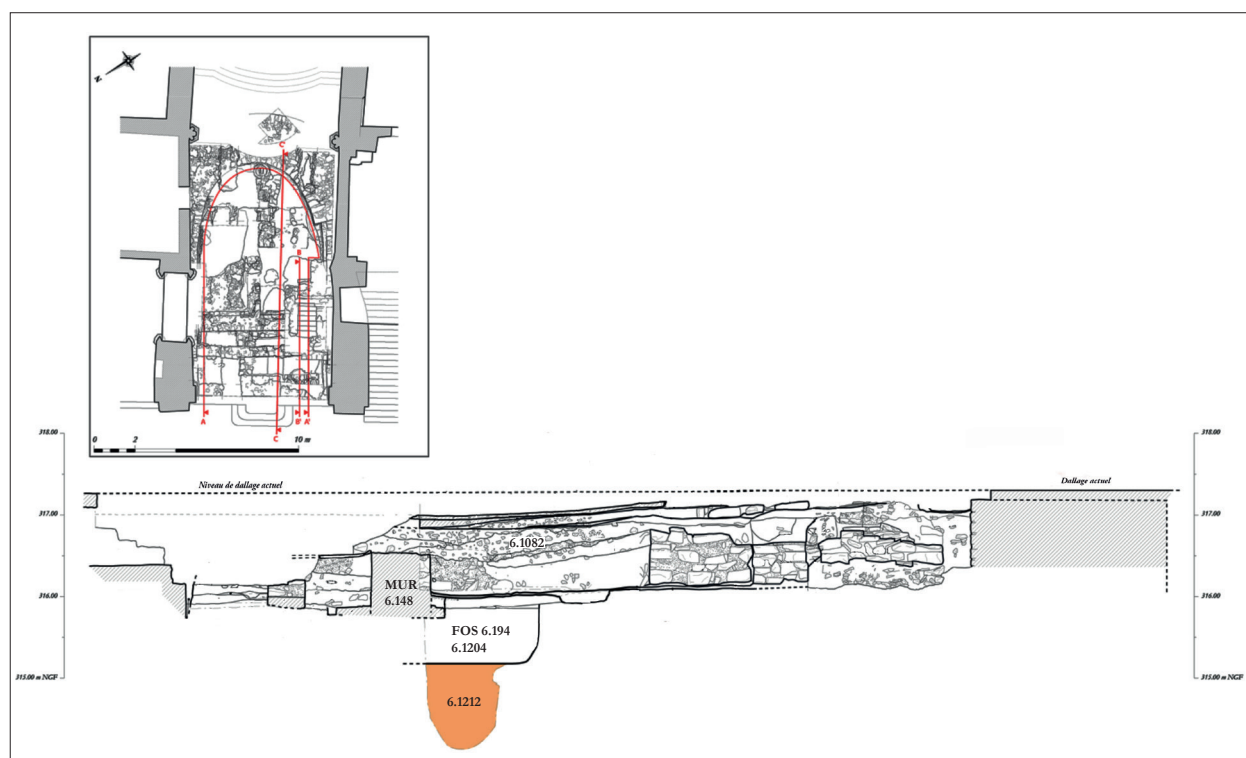 N
C'
B
A
C
B'
A'
0
2
10 m
318.00
318.00
Niveau de dallage actuel
Dallage actuel
317.00
317.00
6.1082
MUR
6.148
316.00
316.00
FOS 6.194
6.1204
315.00 m NGF
315.00 m NGF
6.1212